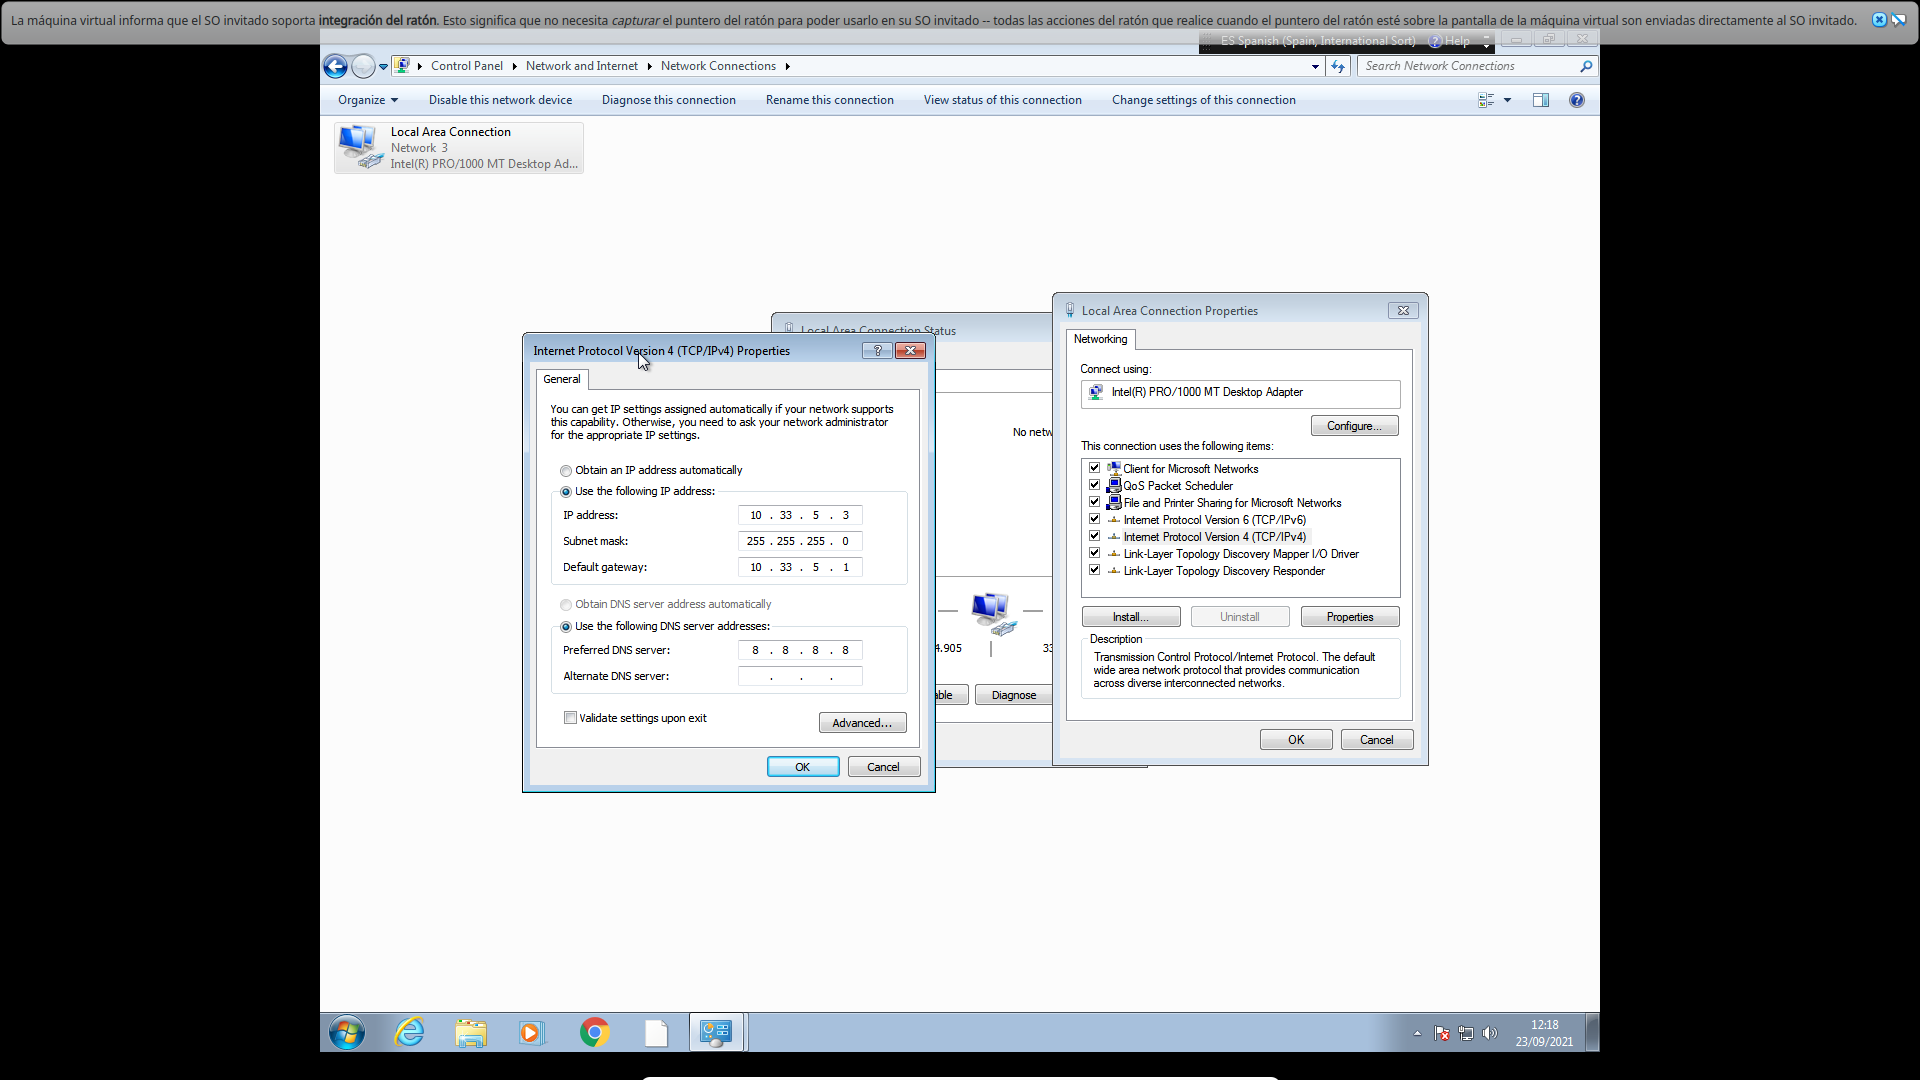 La máquina virtual informa que el SO invitado soporta integración del ratón. Esto significa que no necesita capturar el puntero del ratón para poder usarlo en su SO invitado -- todas las acciones del ratón que realice cuando el puntero del ratón esté sobre la pantalla de la máquina virtual son enviadas directamente al SO invitado.
ES Spanish (Spain, International Sort) Help
Control Panel Network and Internet Network Connections
Search Network Connections
Organize Disable this network device Diagnose this connection Rename this connection View status of this connection Change settings of this connection
Local Area Connection
Network 3
Intel(R) PRO/1000 MT Desktop Ad...
Local Area Connection Status
No netw
4.905
33
able
Diagnose
Internet Protocol Version 4 (TCP/IPv4) Properties
General
You can get IP settings assigned automatically if your network supports
this capability. Otherwise, you need to ask your network administrator
for the appropriate IP settings.
Obtain an IP address automatically
Use the following IP address:
IP address: 10 . 33 . 5 . 3
Subnet mask: 255 . 255 . 255 . 0
Default gateway: 10 . 33 . 5 . 1
Obtain DNS server address automatically
Use the following DNS server addresses:
Preferred DNS server: 8 . 8 . 8 . 8
Alternate DNS server: . . .
Validate settings upon exit
Advanced...
OK Cancel
Local Area Connection Properties
Networking
Connect using:
Intel(R) PRO/1000 MT Desktop Adapter
Configure...
This connection uses the following items:
Client for Microsoft Networks
QoS Packet Scheduler
File and Printer Sharing for Microsoft Networks
Internet Protocol Version 6 (TCP/IPv6)
Internet Protocol Version 4 (TCP/IPv4)
Link-Layer Topology Discovery Mapper I/O Driver
Link-Layer Topology Discovery Responder
Install... Uninstall Properties
Description
Transmission Control Protocol/Internet Protocol. The default
wide area network protocol that provides communication
across diverse interconnected networks.
OK Cancel
12:18
23/09/2021